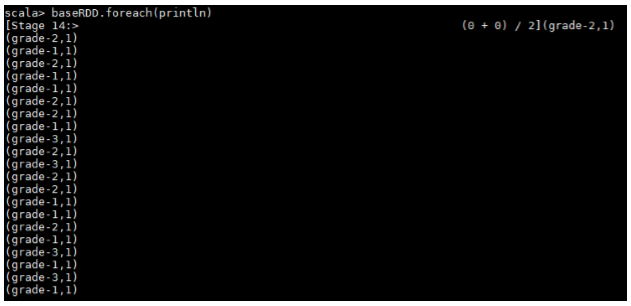 scala> baseRDD.foreach(println)
[Stage 14:> (0 + 0) / 2](grade-2,1)
(grade-2,1)
(grade-1,1)
(grade-2,1)
(grade-1,1)
(grade-1,1)
(grade-2,1)
(grade-2,1)
(grade-1,1)
(grade-3,1)
(grade-2,1)
(grade-3,1)
(grade-2,1)
(grade-2,1)
(grade-1,1)
(grade-1,1)
(grade-2,1)
(grade-1,1)
(grade-3,1)
(grade-1,1)
(grade-3,1)
(grade-1,1)